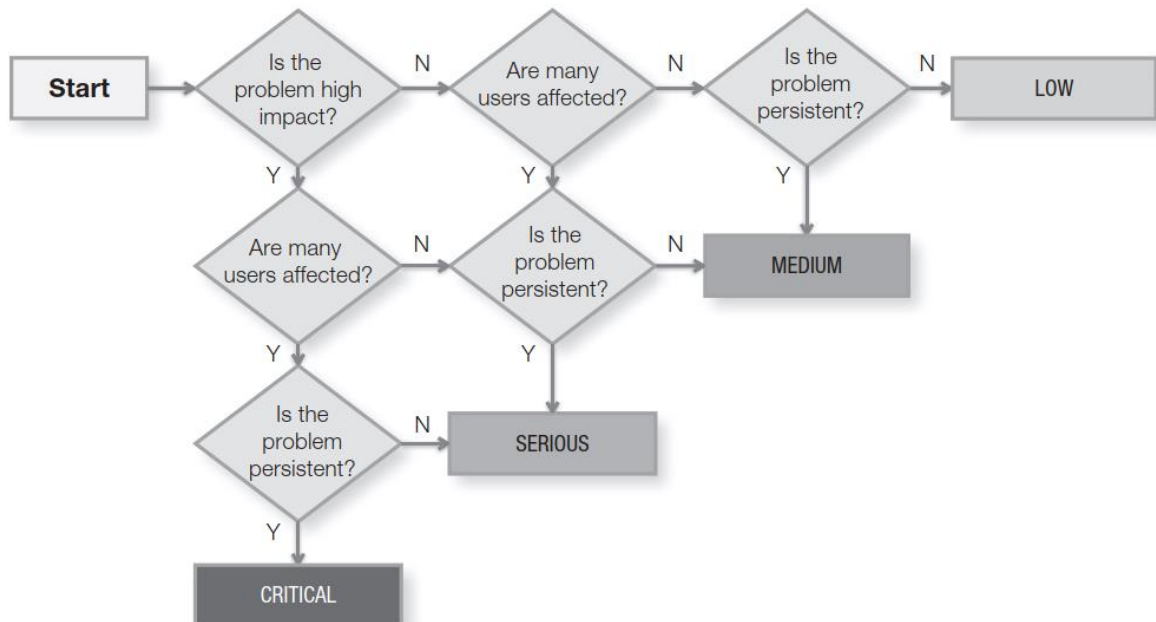 Start
Is the
problem high
impact?
N
Are many
users affected?
N
Is the
problem
persistent?
N
LOW
Y
Y
Y
Are many
users affected?
N
Is the
problem
persistent?
N
MEDIUM
Y
Y
Is the
problem
persistent?
N
SERIOUS
Y
CRITICAL